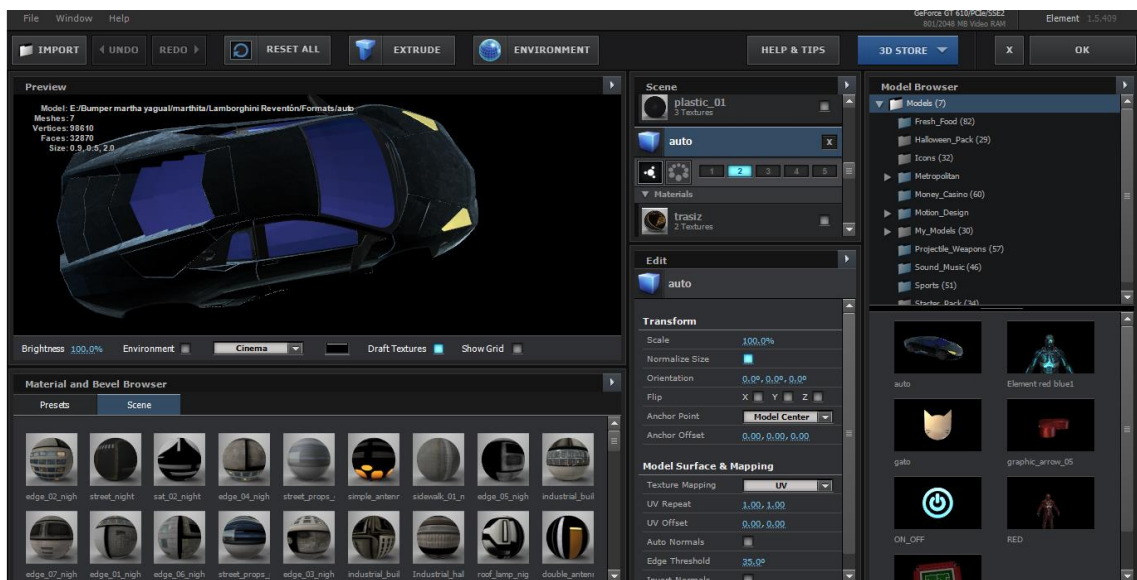 File Window Help
GeForce GT 610/PCIe/SSE2
801/2048 MB Video RAM
Element 1.5.409
IMPORT UNDO REDO RESET ALL EXTRUDE ENVIRONMENT HELP & TIPS 3D STORE X OK
Preview
Model: E:/Bumper martha yagual/marthita/Lamborghini Reventón/Formats/auto
Meshes: 7
Vertices: 98610
Faces: 32870
Size: 0.9, 0.5, 2.0
Brightness 100.0% Environment Cinema Draft Textures Show Grid
Material and Bevel Browser
Presets Scene
edge_02_nigh street_night sat_02_night edge_04_nigh street_props_ simple_antenr sidewalk_01_n edge_05_nigh industrial_buil
edge_07_nigh edge_01_nigh edge_06_nigh street_props_ edge_03_nigh industrial_buil Industrial_hal roof_lamp_nig double_antenr
Scene
plastic_01
3 Textures
auto X
1 2 3 4 5
Materials
trasiz
2 Textures
Edit
auto
Transform
Scale 100.0%
Normalize Size
Orientation 0.0°, 0.0°, 0.0°
Flip X Y Z
Anchor Point Model Center
Anchor Offset 0.00, 0.00, 0.00
Model Surface & Mapping
Texture Mapping UV
UV Repeat 1.00, 1.00
UV Offset 0.00, 0.00
Auto Normals
Edge Threshold 35.0°
Invert Normals
Model Browser
Models (7)
Fresh_Food (82)
Halloween_Pack (29)
Icons (32)
Metropolitan
Money_Casino (60)
Motion_Design
My_Models (30)
Projectile_Weapons (57)
Sound_Music (46)
Sports (51)
Starter_Pack (34)
auto Element red blue1
gato graphic_arrow_05
ON_OFF RED